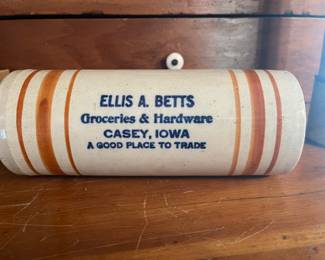 ELLIS A. BETTS
Groceries & Hardware
CASEY, IOWA
A GOOD PLACE TO TRADE